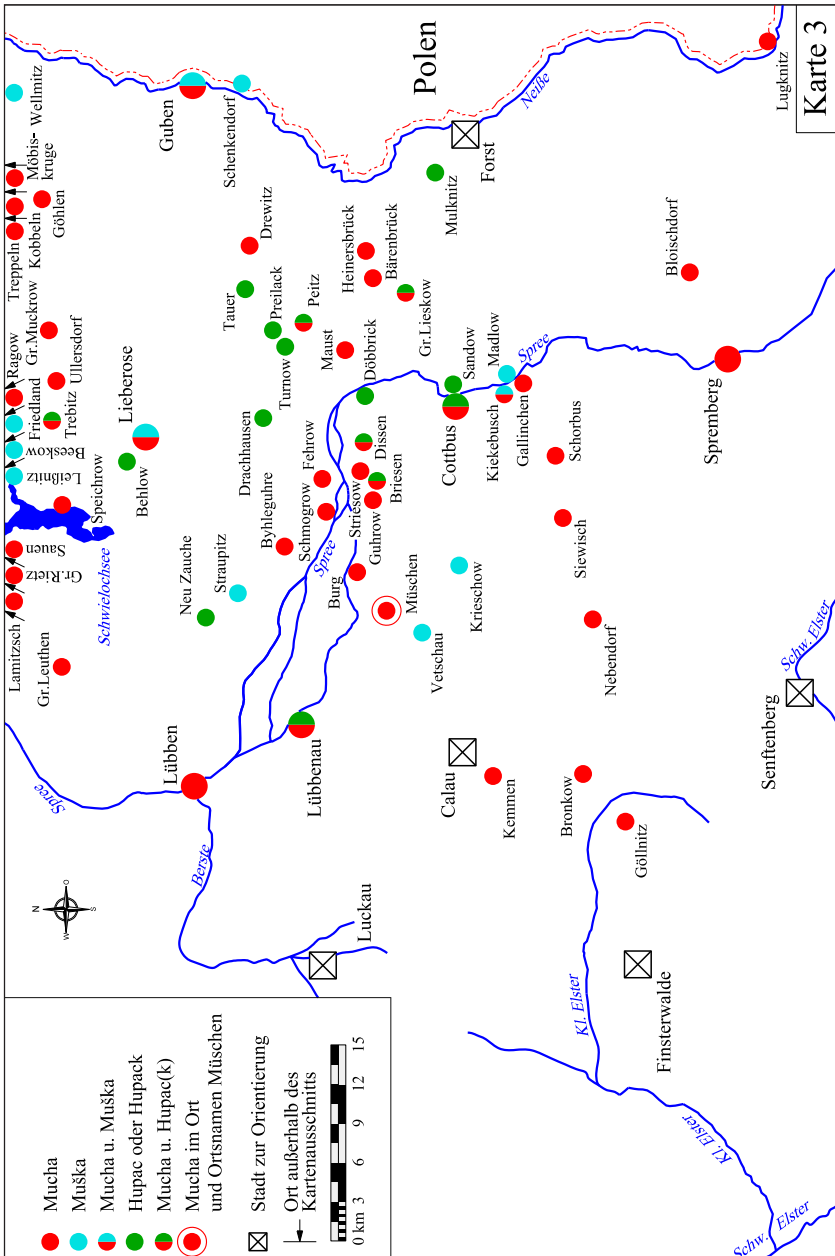 Lamitzsch
Gr.Rietz
Sauen
Leißnitz
Beeskow
Friedland
Ragow
Treppeln
Kobbeln
Möbis-
kruge
Wellmitz
Gr.Leuthen
Schwielochsee
Speichrow
Trebitz
Ullersdorf
Gr.Muckrow
Göhlen
Behlow
Lieberose
Guben
Schenkendorf
Spree
Lübben
Berste
Neu Zauche
Straupitz
Byhleguhre
Schmogrow
Fehrow
Drachhausen
Turnow
Preilack
Tauer
Drewitz
Peitz
Maust
Heinersbrück
Bärenbrück
Gr.Lieskow
Polen
Neiße
N
O
S
W
Luckau
Lübbenau
Spree
Burg
Guhrow
Striesow
Briesen
Dissen
Döbbrick
Müschen
Vetschau
Krieschow
Cottbus
Sandow
Madlow
Kiekebusch
Gallinchen
Spree
Mulknitz
Forst
Calau
Kemmen
Bronkow
Göllnitz
Nebendorf
Siewisch
Schorbus
Spremberg
Bloischdorf
Lugknitz
Senftenberg
Schw. Elster
Finsterwalde
Kl. Elster
Kl. Elster
Schw. Elster
Mucha
Muška
Mucha u. Muška
Hupac oder Hupack
Mucha u. Hupac(k)
Mucha im Ort
und Ortsnamen Müschen
Stadt zur Orientierung
Ort außerhalb des
Kartenausschnitts
0 km 3 6 9 12 15
Karte 3